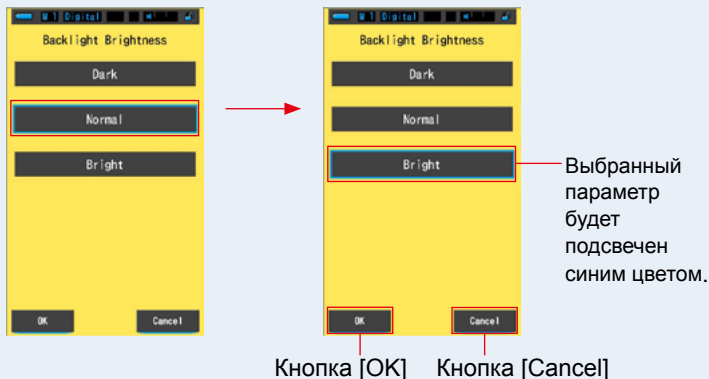 Digital
Backlight Brightness
Dark
Normal
Bright
OK Cancel
Digital
Backlight Brightness
Dark
Normal
Bright
OK Cancel
Выбранный
параметр
будет
подсвечен
синим цветом.
Кнопка [OK] Кнопка [Cancel]